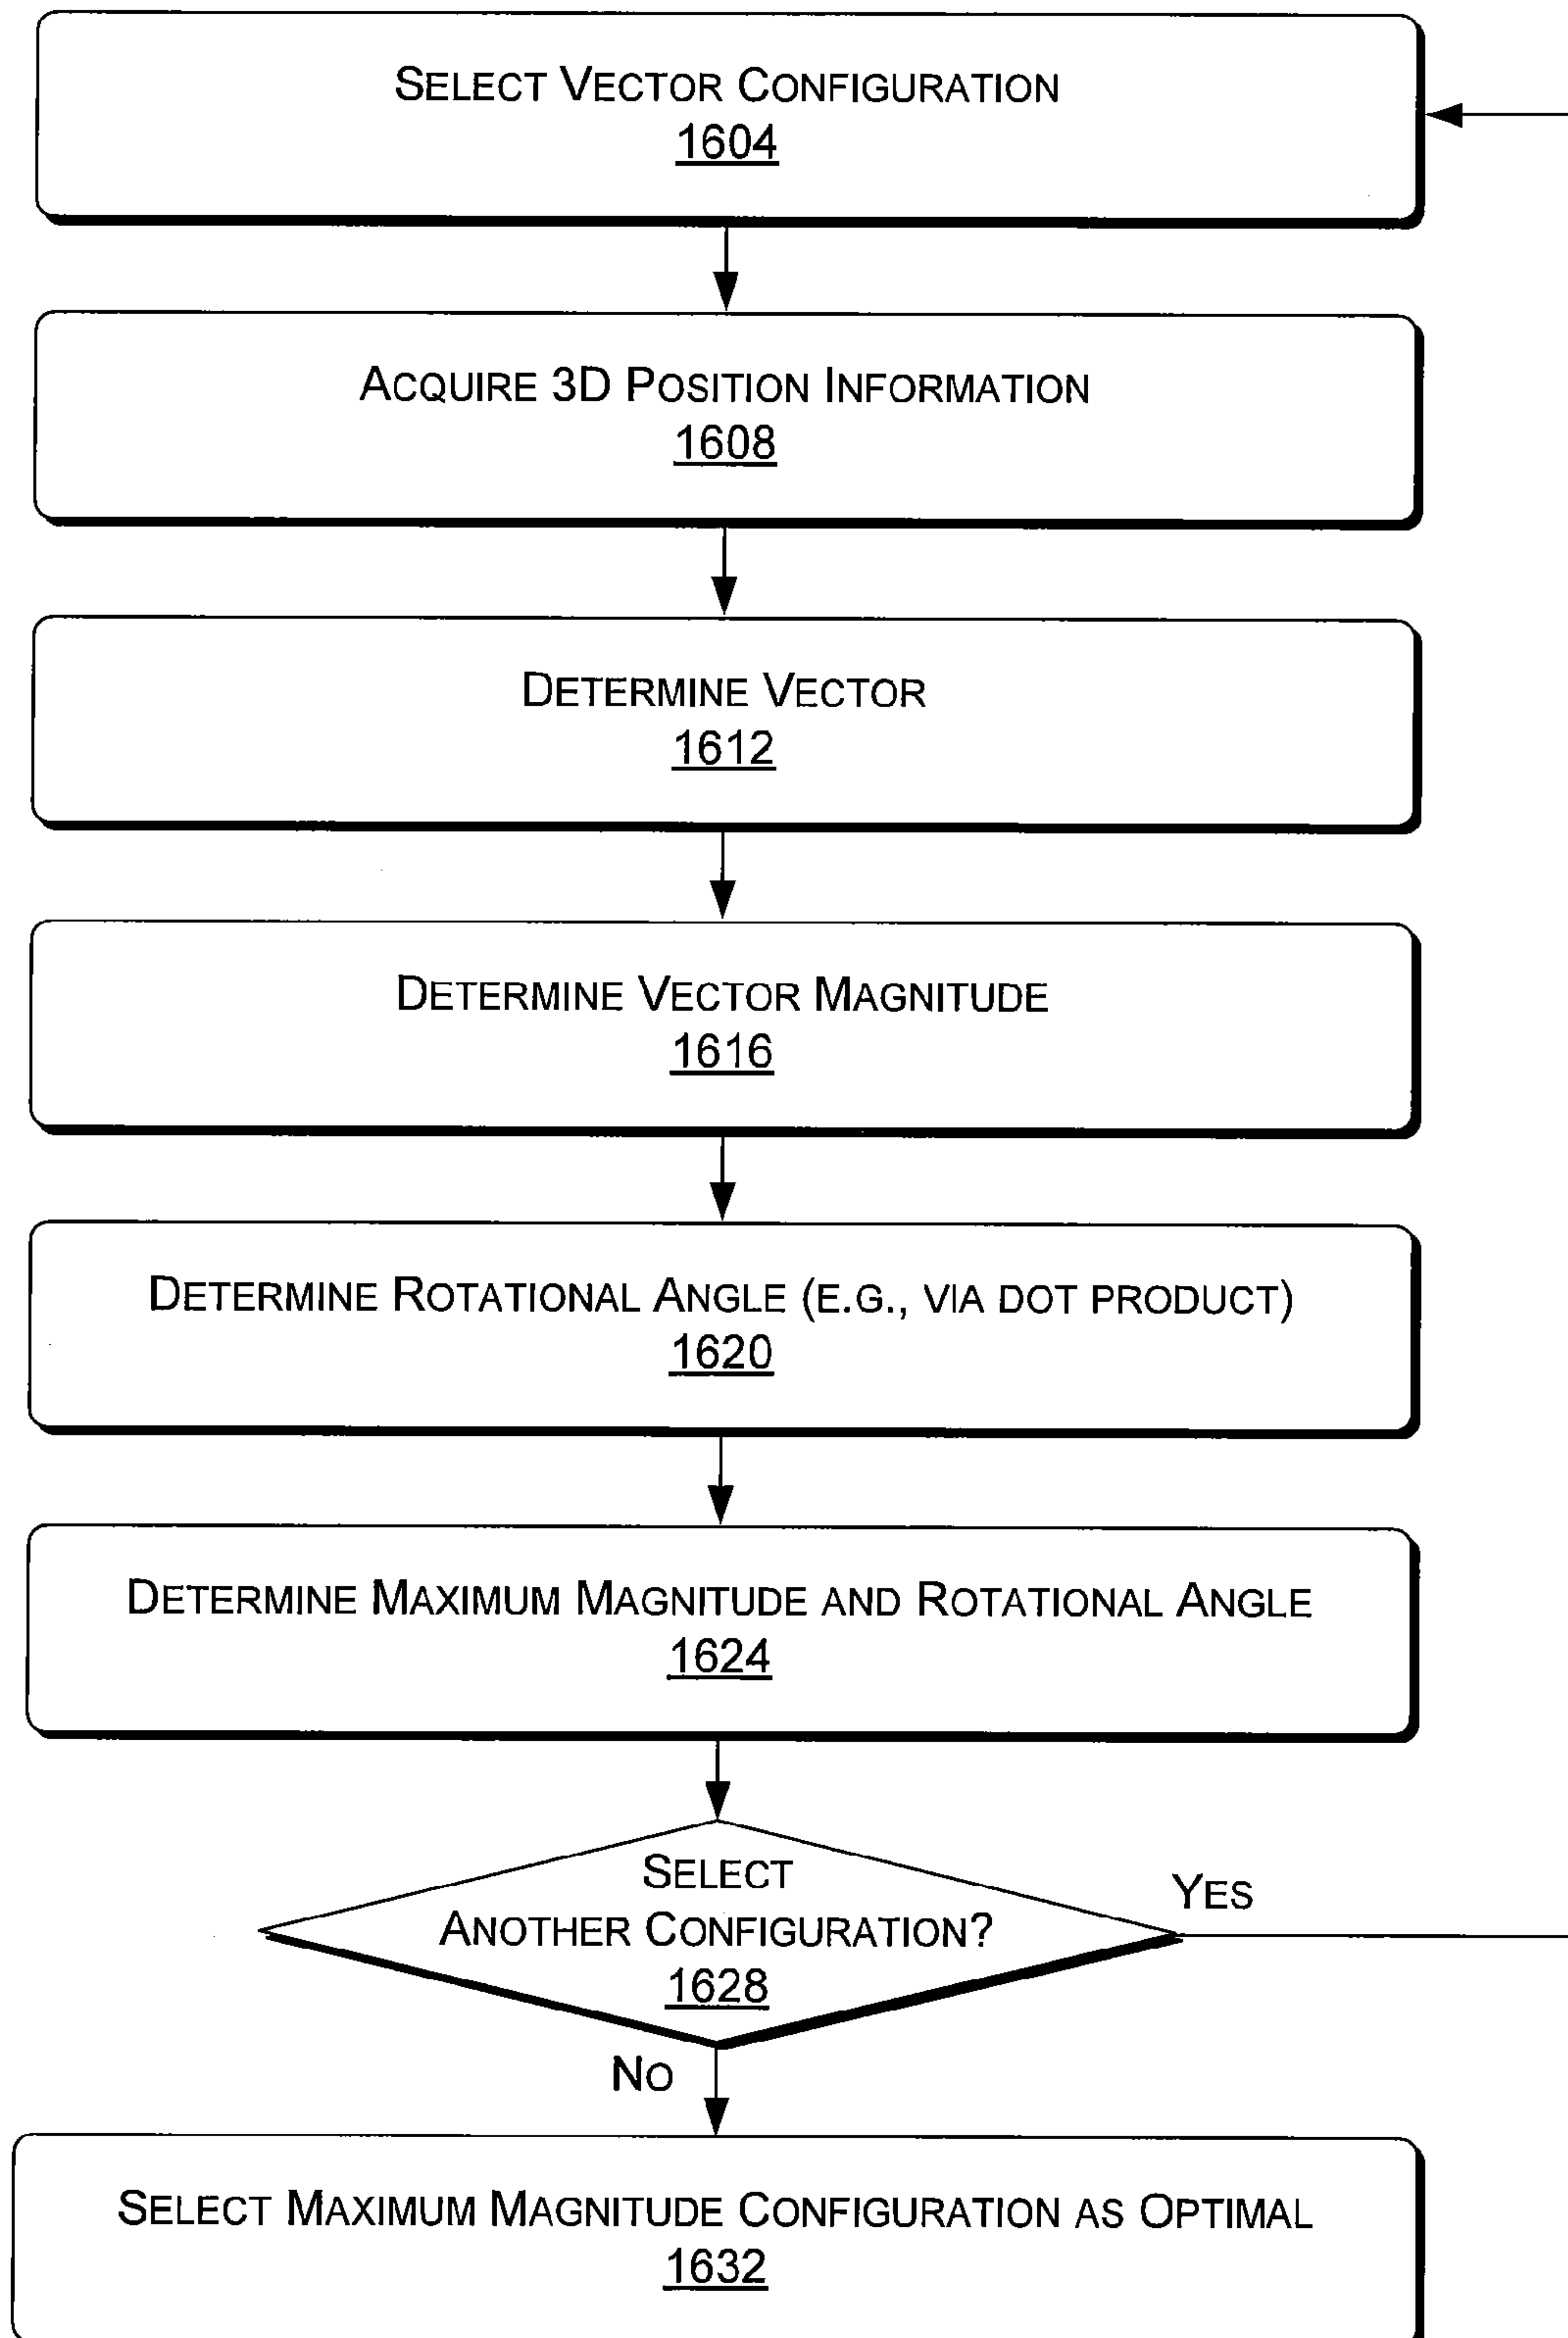 SELECT VECTOR CONFIGURATION
1604
ACQUIRE 3D POSITION INFORMATION
1608
DETERMINE VECTOR
1612
DETERMINE VECTOR MAGNITUDE
1616
DETERMINE ROTATIONAL ANGLE (E.G., VIA DOT PRODUCT)
1620
DETERMINE MAXIMUM MAGNITUDE AND ROTATIONAL ANGLE
1624
SELECT
ANOTHER CONFIGURATION?
1628
YES
NO
SELECT MAXIMUM MAGNITUDE CONFIGURATION AS OPTIMAL
1632